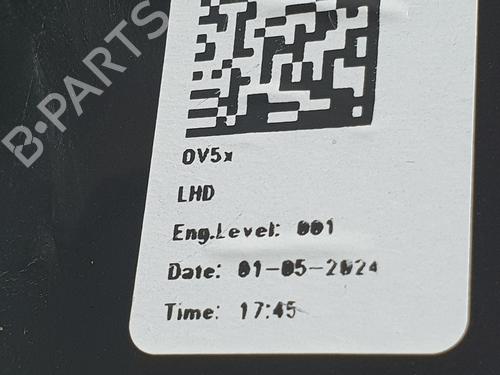 B-PARTS
OV5x
LHD
Eng.Level: 001
Date: 01-05-2024
Time: 17:45